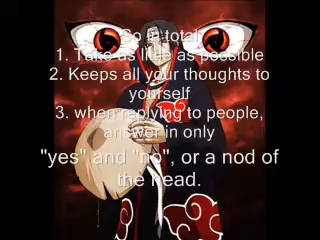 So in total,
1. Take as little as possible
2. Keeps all your thoughts to
yourself
3. when replying to people,
answer in only
"yes" and "no", or a nod of
the head.